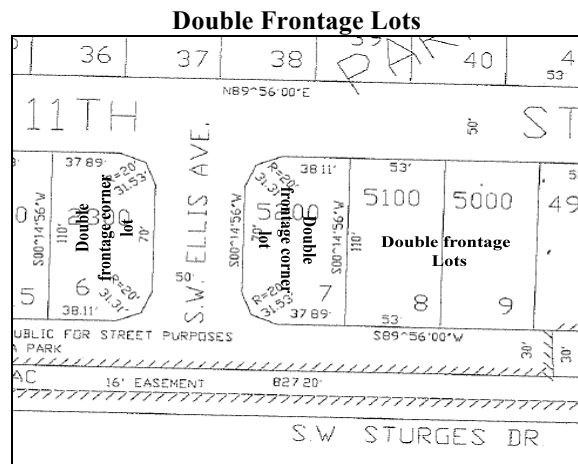 Double Frontage Lots
36 37 38 39 40 4
53'
N89°56'00"E
11TH ST
50'
37.89' 38.11' 53'
R=20' 31.53' R=20' 31.31'
5200 5100 5000 49
S00°14'56"W 110' 70' S00°14'56"W S00°14'56"W 110'
Double
frontage corner
lot
S.W. ELLIS AVE.
50'
Double
frontage corner
lot
Double frontage
Lots
5 6 7 8 9
R=20' 31.31' R=20' 31.53'
38.11' 37.89' 53'
UBLIC FOR STREET PURPOSES
S89°56'00"W
A PARK
30' 30'
AC 16' EASEMENT 827.20'
S.W STURGES DR.